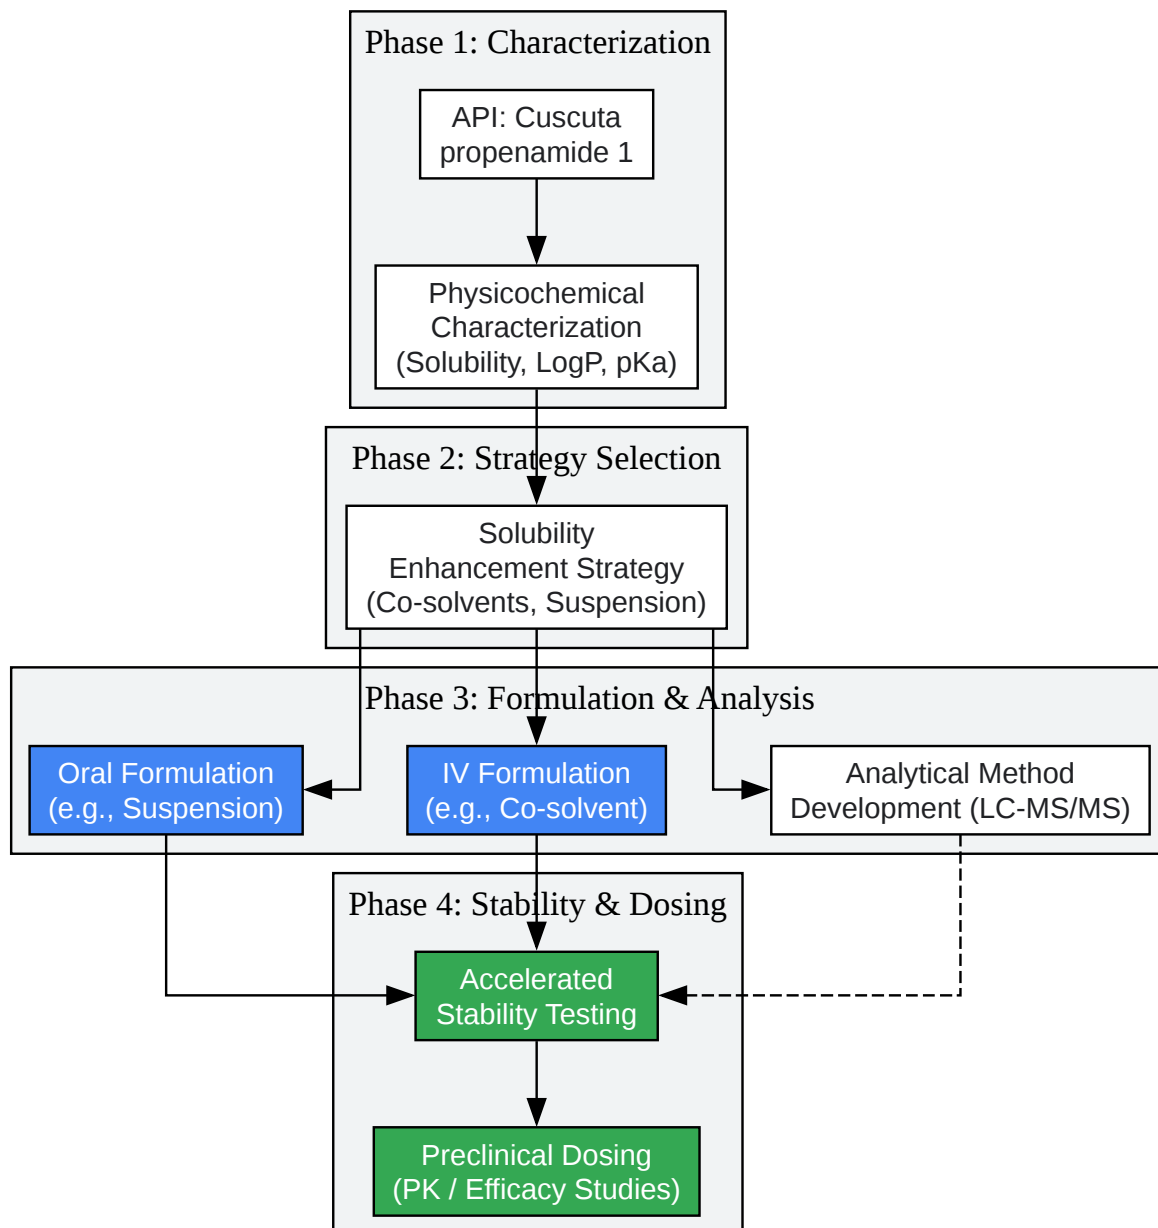 Phase 1: Characterization
API: Cuscuta
propenamide 1
Physicochemical
Characterization
(Solubility, LogP, pKa)
Phase 2: Strategy Selection
Solubility
Enhancement Strategy
(Co-solvents, Suspension)
Phase 3: Formulation & Analysis
Oral Formulation
(e.g., Suspension)
IV Formulation
(e.g., Co-solvent)
Analytical Method
Development (LC-MS/MS)
Phase 4: Stability & Dosing
Accelerated
Stability Testing
Preclinical Dosing
(PK / Efficacy Studies)